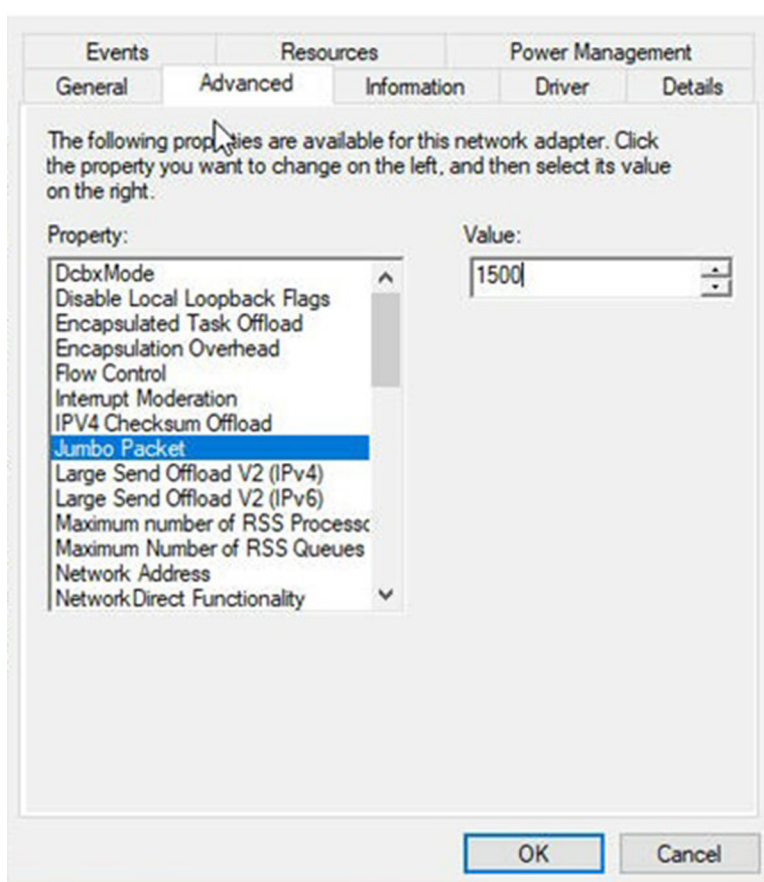 Events Resources Power Management
General Advanced Information Driver Details
The following properties are available for this network adapter. Click
the property you want to change on the left, and then select its value
on the right.
Property: Value:
DcbxMode 1500
Disable Local Loopback Flags
Encapsulated Task Offload
Encapsulation Overhead
Flow Control
Interrupt Moderation
IPV4 Checksum Offload
Jumbo Packet
Large Send Offload V2 (IPv4)
Large Send Offload V2 (IPv6)
Maximum number of RSS Processo
Maximum Number of RSS Queues
Network Address
NetworkDirect Functionality
OK Cancel